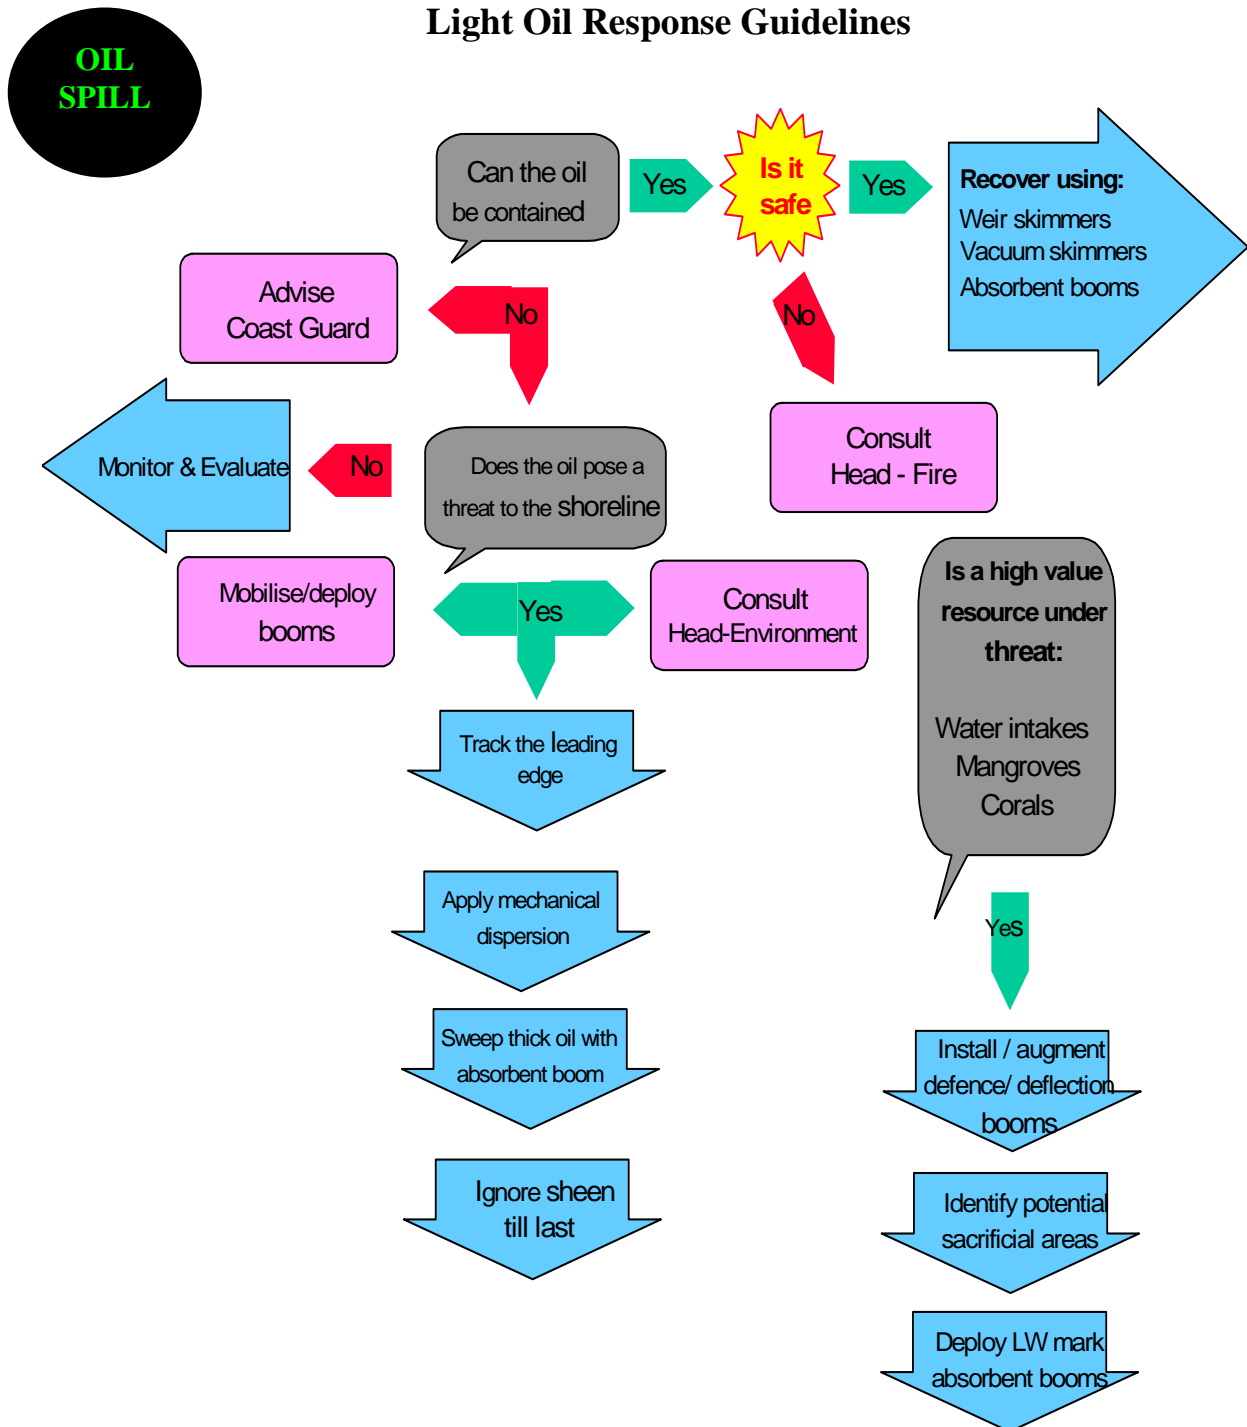 Light Oil Response Guidelines
OIL
SPILL
Can the oil
be contained
Yes
Is it
safe
Yes
Recover using:
Weir skimmers
Vacuum skimmers
Absorbent booms
Advise
Coast Guard
No
No
Consult
Head - Fire
Monitor & Evaluate
No
Does the oil pose a
threat to the shoreline
Mobilise/deploy
booms
Yes
Consult
Head-Environment
Is a high value
resource under
threat:
Water intakes
Mangroves
Corals
Track the leading
edge
Apply mechanical
dispersion
Yes
Sweep thick oil with
absorbent boom
Install / augment
defence/ deflection
booms
Ignore sheen
till last
Identify potential
sacrificial areas
Deploy LW mark
absorbent booms